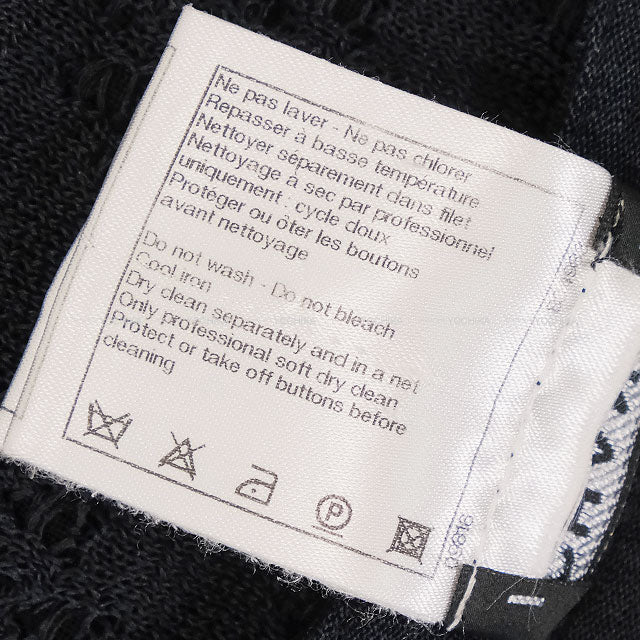 Ne pas laver - Ne pas chlorer
Repasser à basse température
Nettoyer séparement dans filet
Nettoyage à sec par professionnel
uniquement : cycle doux
Protéger ou ôter les boutons
avant nettoyage
Do not wash - Do not bleach
Cool iron
Dry clean separately and in a net
Only professional soft dry clean
Protect or take off buttons before
cleaning
P